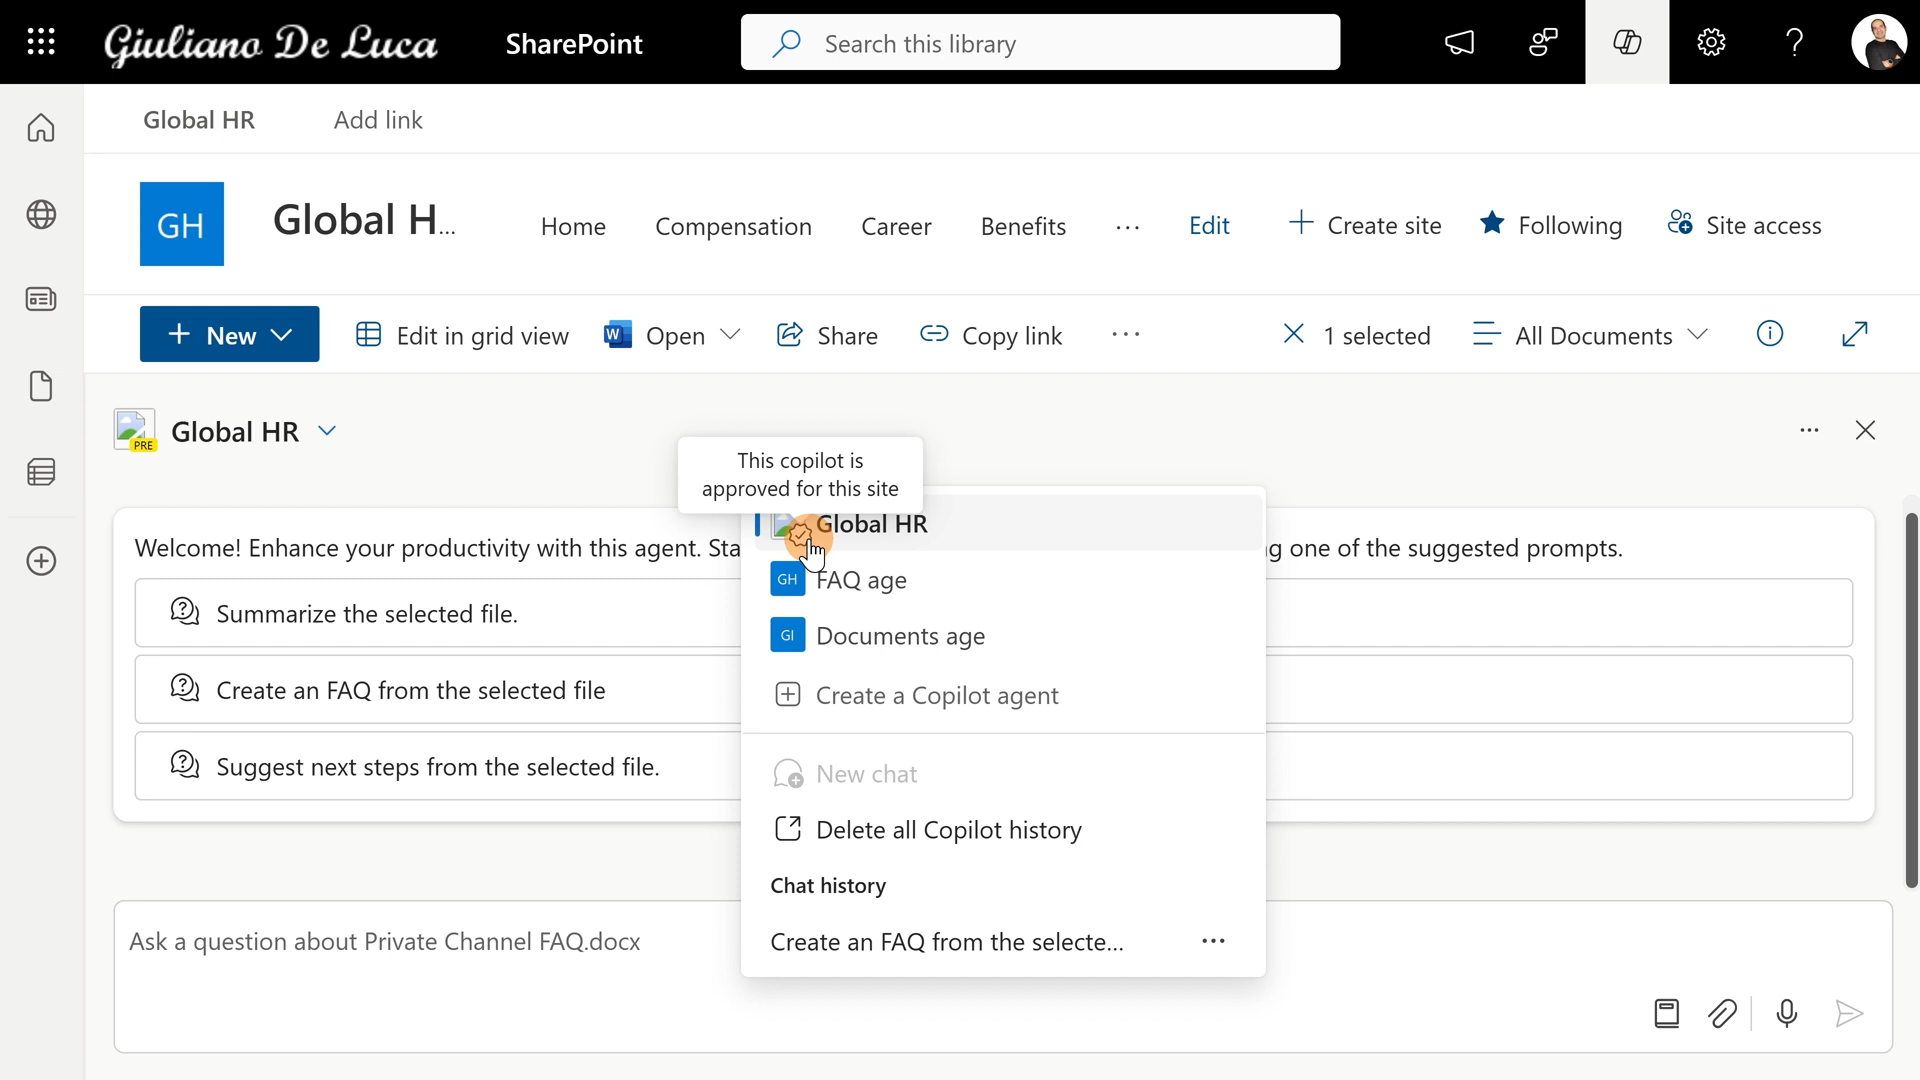 Giuliano De Luca
SharePoint
Search this library
Global HR
Add link
GH
Global H...
Home
Compensation
Career
Benefits
Edit
Create site
Following
Site access
New
Edit in grid view
Open
Share
Copy link
1 selected
All Documents
PRE
Global HR
This copilot is
approved for this site
Global HR
Welcome! Enhance your productivity with this agent. Sta
g one of the suggested prompts.
GH
FAQ age
Summarize the selected file.
GI
Documents age
Create an FAQ from the selected file
Create a Copilot agent
Suggest next steps from the selected file.
New chat
Delete all Copilot history
Chat history
Ask a question about Private Channel FAQ.docx
Create an FAQ from the selecte...